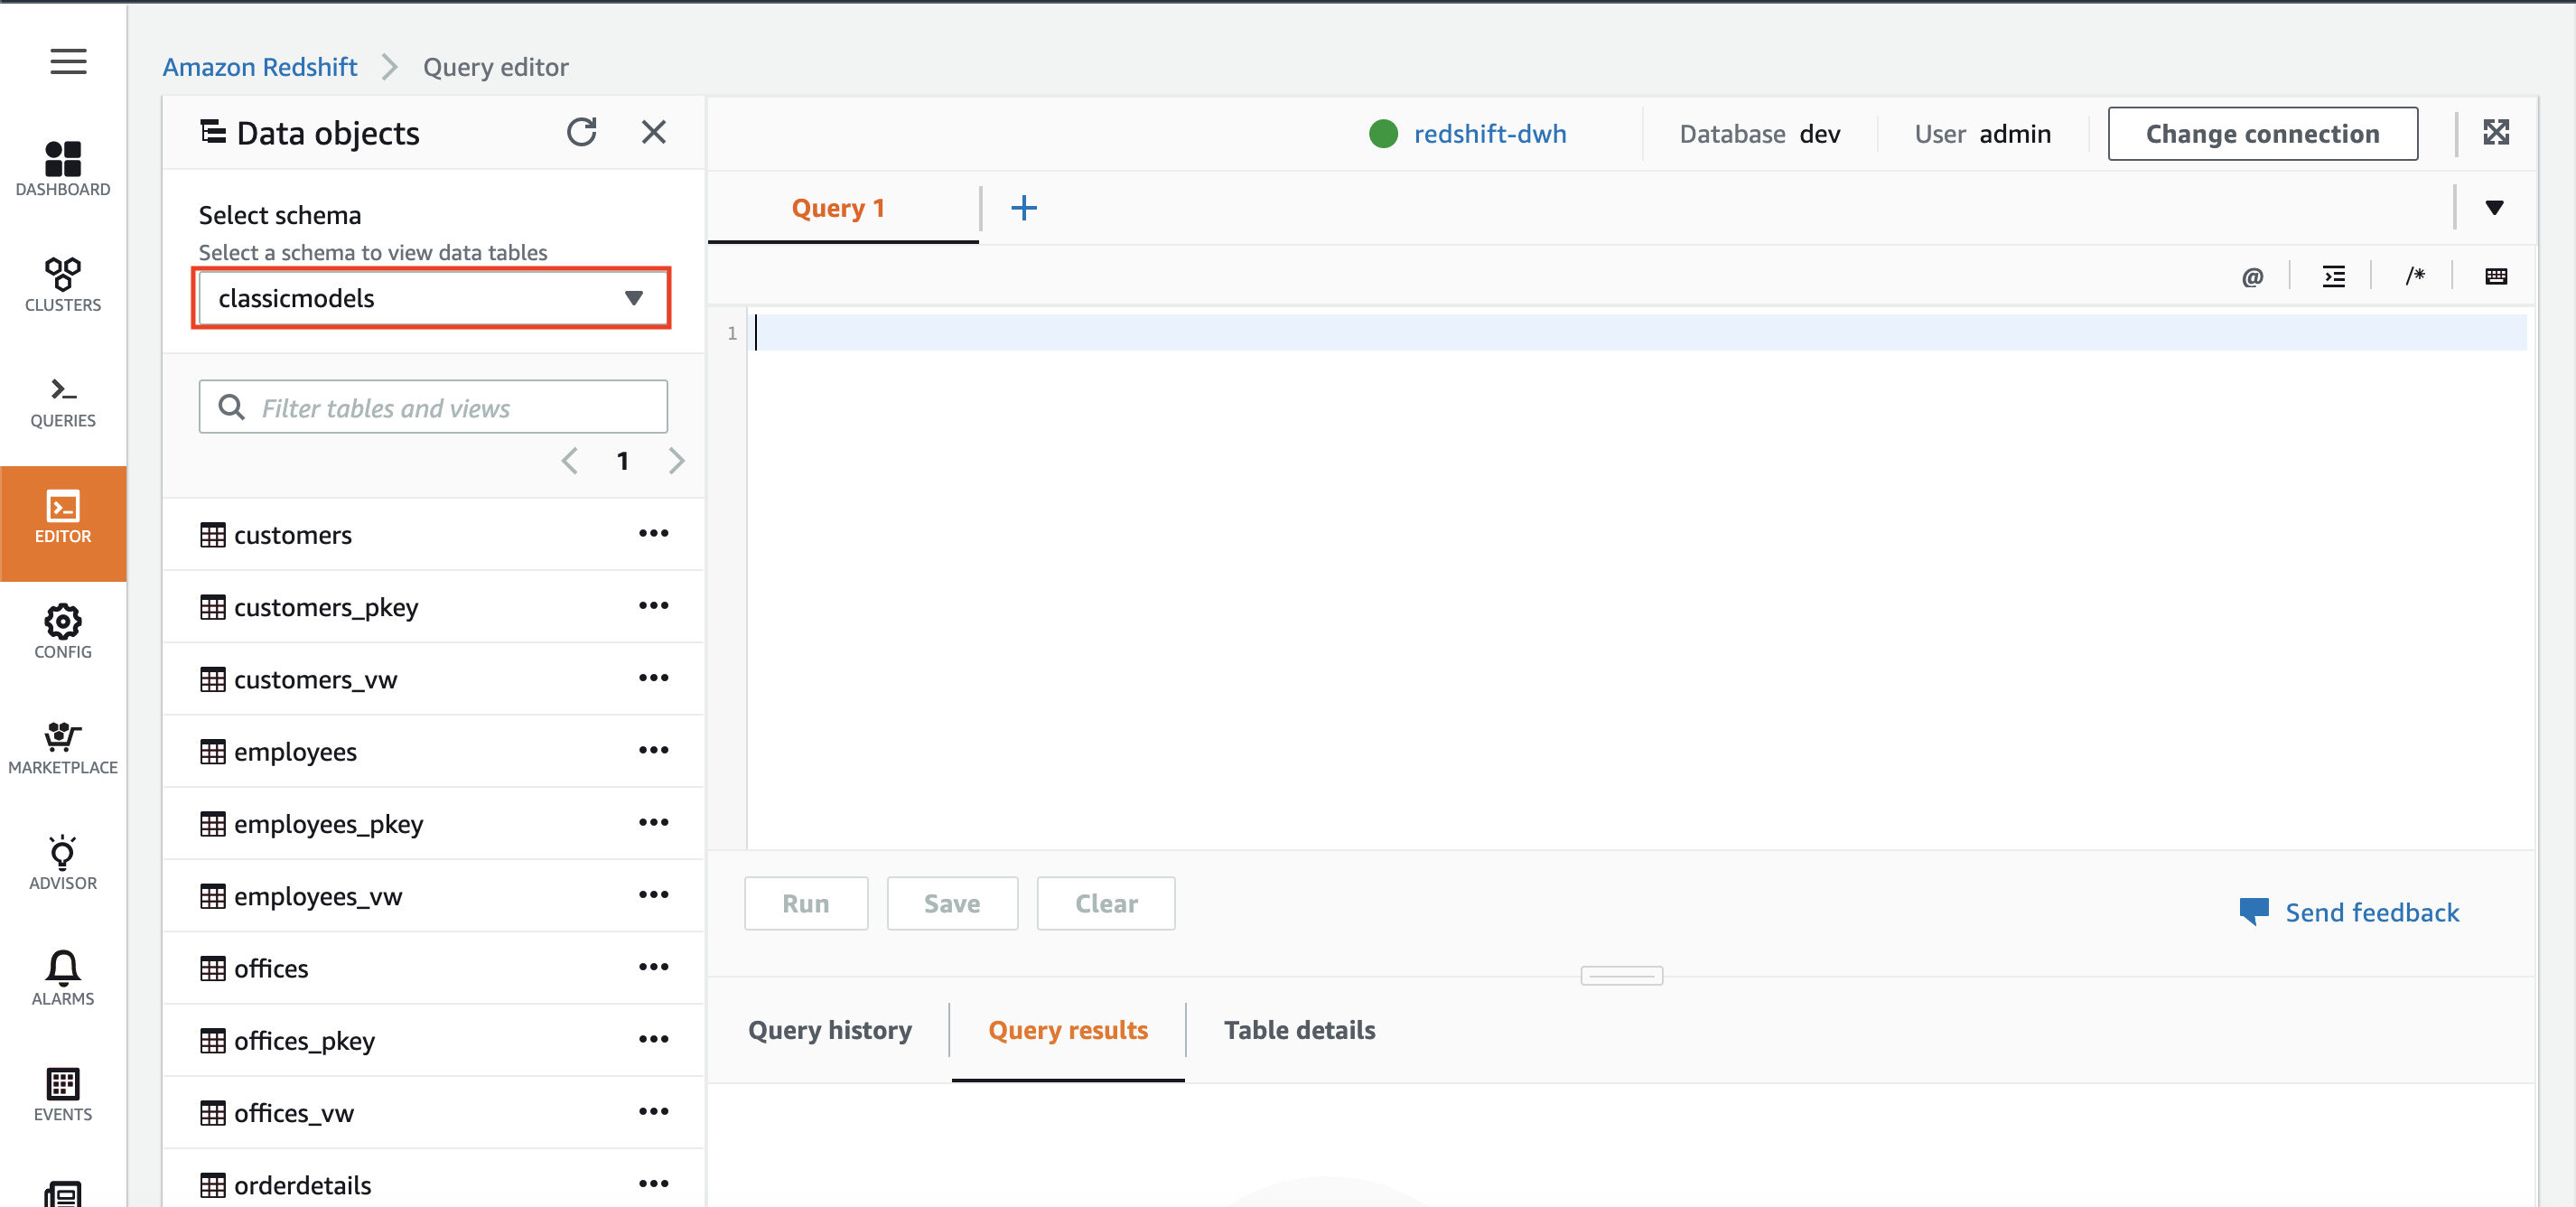 Amazon Redshift > Query editor
DASHBOARD
CLUSTERS
QUERIES
EDITOR
CONFIG
MARKETPLACE
ADVISOR
ALARMS
EVENTS
Data objects
Select schema
Select a schema to view data tables
classicmodels
Filter tables and views
1
customers
customers_pkey
customers_vw
employees
employees_pkey
employees_vw
offices
offices_pkey
offices_vw
orderdetails
redshift-dwh
Database dev
User admin
Change connection
Query 1
@
/*
1
Run
Save
Clear
Send feedback
Query history
Query results
Table details